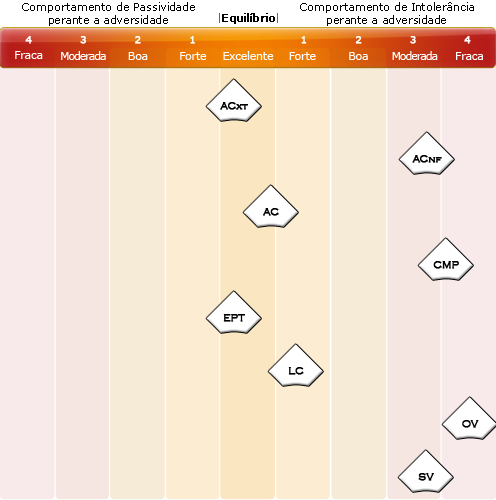 Comportamento de Passividade
perante a adversidade
|Equilíbrio|
Comportamento de Intolerância
perante a adversidade
4 3 2 1 1 2 3 4
Fraca Moderada Boa Forte Excelente Forte Boa Moderada Fraca
ACXT
ACNF
AC
CMP
EPT
LC
OV
SV